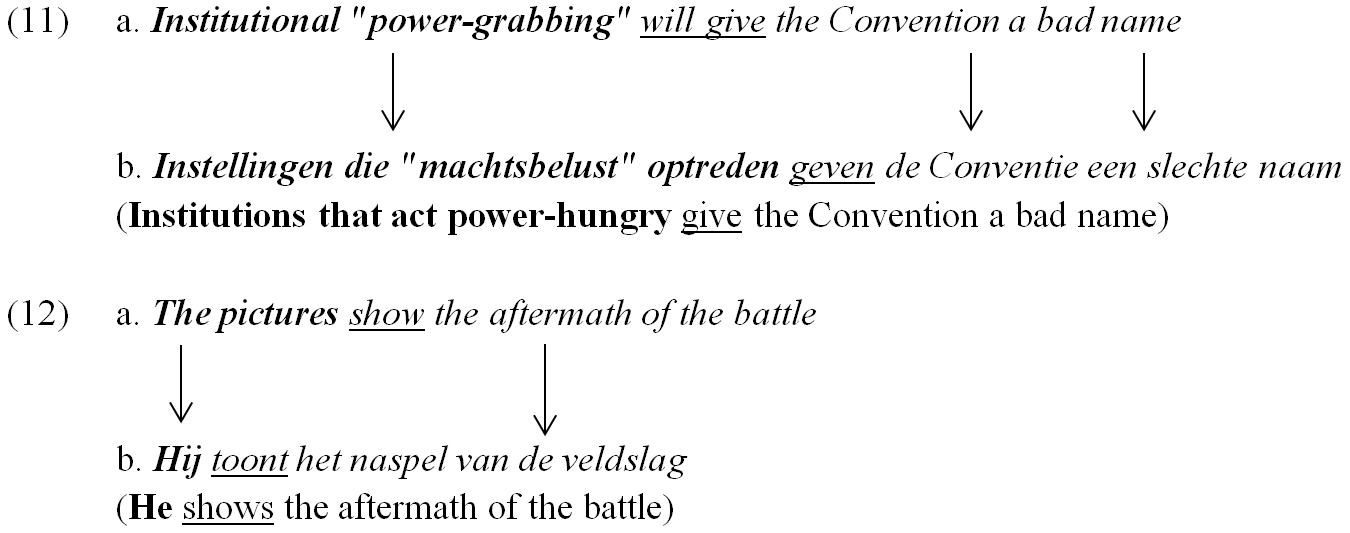 (11) a. Institutional "power-grabbing" will give the Convention a bad name
b. Instellingen die "machtsbelust" optreden geven de Conventie een slechte naam
(Institutions that act power-hungry give the Convention a bad name)
(12) a. The pictures show the aftermath of the battle
b. Hij toont het naspel van de veldslag
(He shows the aftermath of the battle)